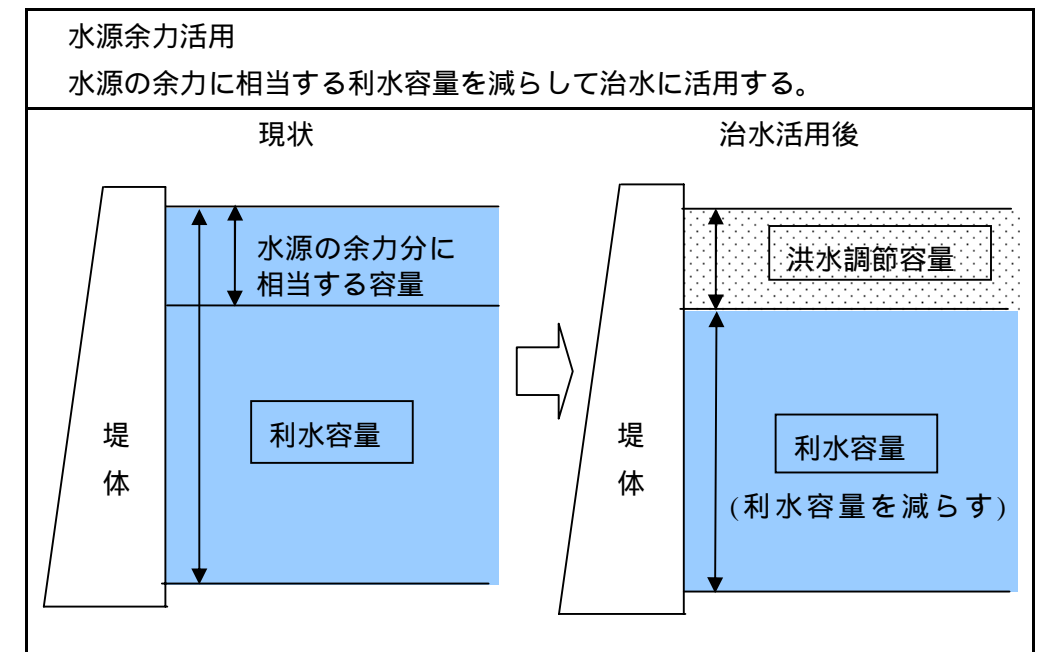 水源余力活用
水源の余力に相当する利水容量を減らして治水に活用する。
現状
水源の余力分に
相当する容量
利水容量
堤
体
治水活用後
洪水調節容量
利水容量
(利水容量を減らす)
堤
体